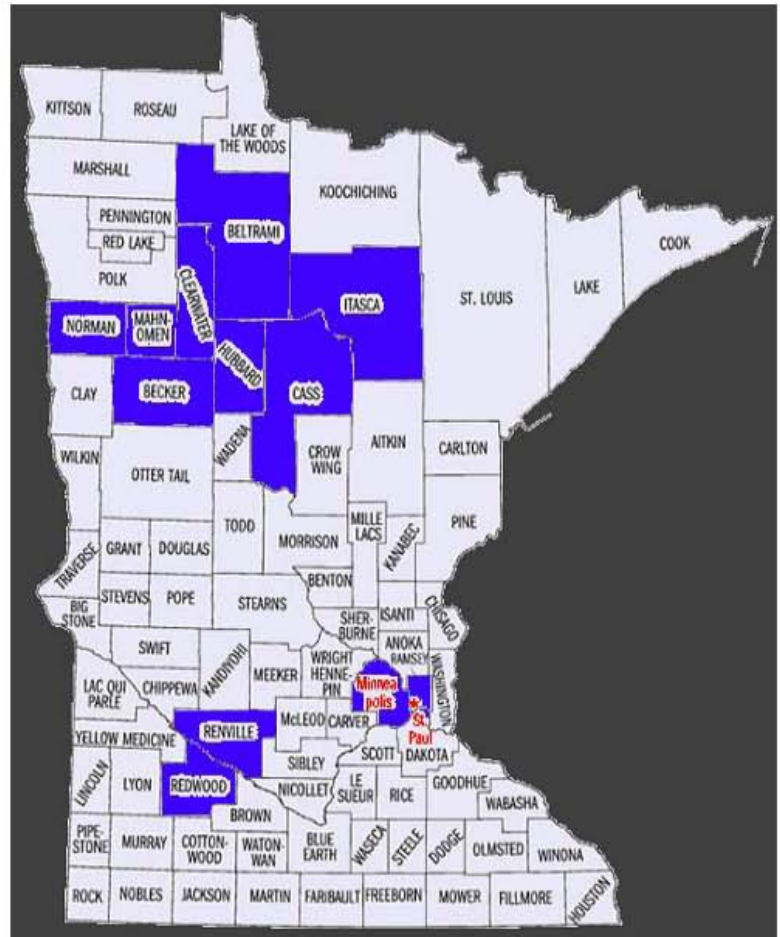 KITTSON
ROSEAU
LAKE OF
THE WOODS
MARSHALL
KOOCHICHING
PENNINGTON
RED LAKE
BELTRAMI
COOK
POLK
CLEARWATER
ITASCA
ST. LOUIS
LAKE
NORMAN
MAHN-
OMEN
HUBBARD
BECKER
CASS
CLAY
WADENA
CROW
WING
AITKIN
CARLTON
WILKIN
OTTER TAIL
MILLE
LACS
KANABEC
PINE
TODD
MORRISON
TRAVERSE
GRANT
DOUGLAS
BENTON
STEVENS
POPE
STEARNS
BIG
STONE
SHER-
BURNE
ISANTI
CHISAGO
ANOKA
SWIFT
KANDIYOHI
WRIGHT
HENNE-
PIN
RAMSEY
WASHINGTON
MEEKER
LAC QUI
PARLE
CHIPPEWA
Minnea
polis
St.
Paul
RENVILLE
McLEOD
CARVER
YELLOW MEDICINE
SCOTT
DAKOTA
SIBLEY
LINCOLN
LYON
REDWOOD
NICOLLET
LE
SUEUR
RICE
GOODHUE
WABASHA
BROWN
PIPE-
STONE
MURRAY
COTTON-
WOOD
WATON-
WAN
BLUE
EARTH
WASECA
STEELE
DODGE
OLMSTED
WINONA
ROCK
NOBLES
JACKSON
MARTIN
FARIBAULT
FREEBORN
MOWER
FILLMORE
HOUSTON